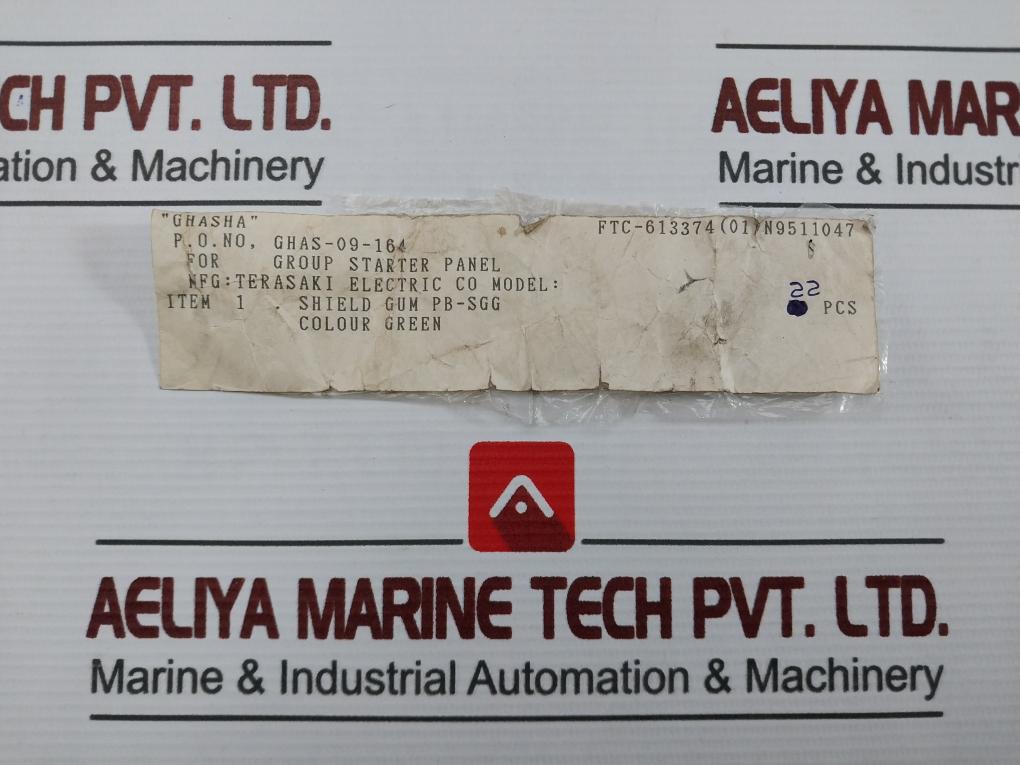 CH PVT. LTD.
ation & Machinery
AELIYA MAR
Marine & Industr
"GHASHA" FTC-613374(01)N9511047
P.O.NO, GHAS-09-164
FOR GROUP STARTER PANEL
MFG:TERASAKI ELECTRIC CO MODEL:
ITEM 1 SHIELD GUM PB-SGG 22 PCS
COLOUR GREEN
AELIYA MARINE TECH PVT. LTD.
Marine & Industrial Automation & Machinery